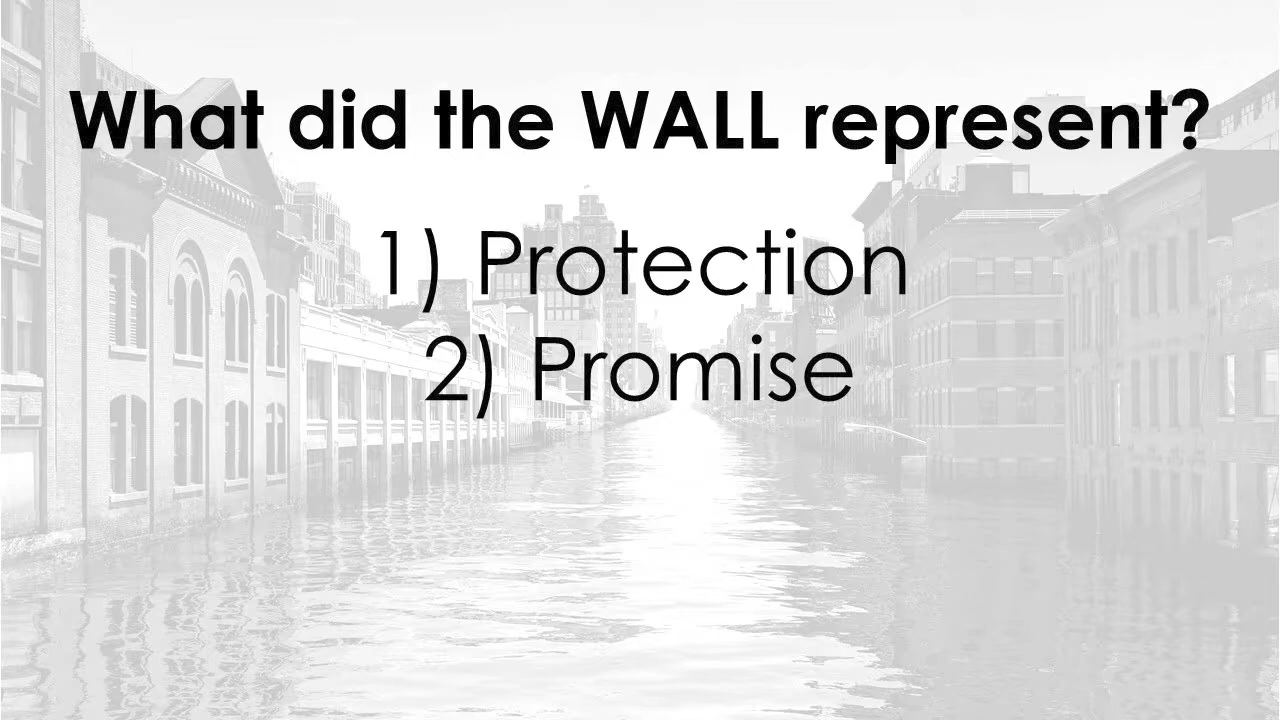 What did the WALL represent?
1) Protection
2) Promise